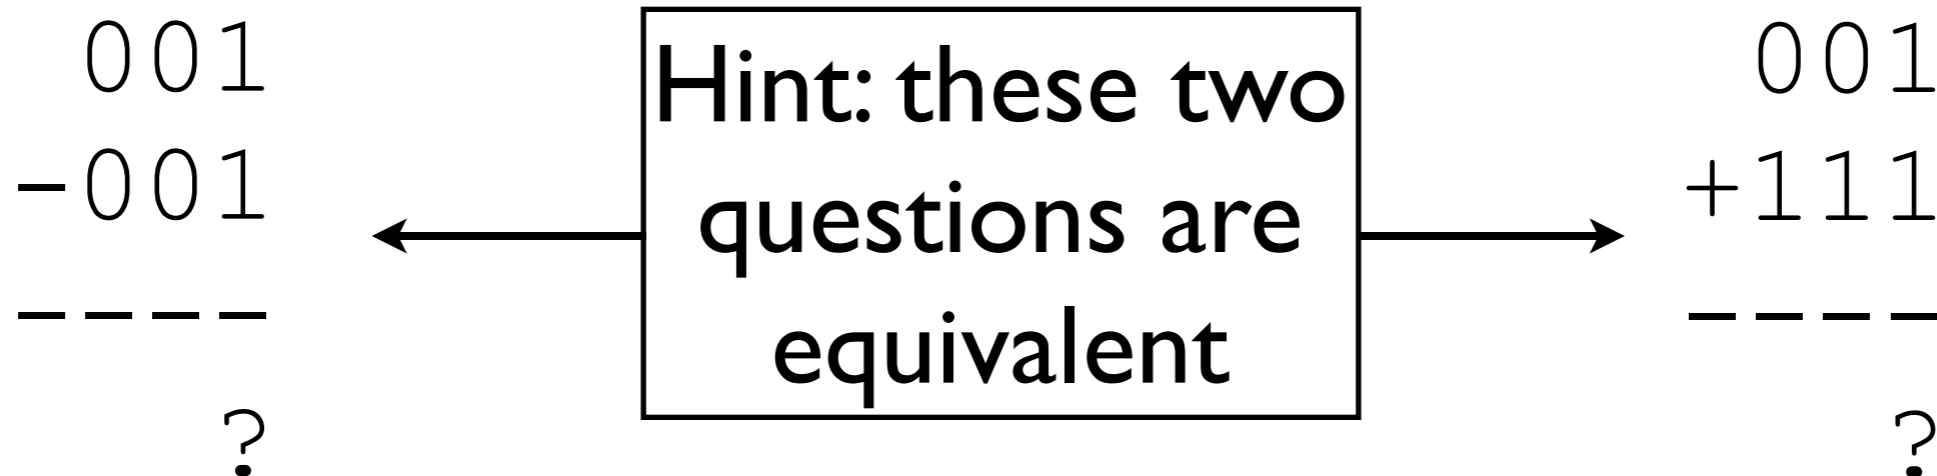 001
-001
----
?
Hint: these two
questions are
equivalent
001
+111
----
?